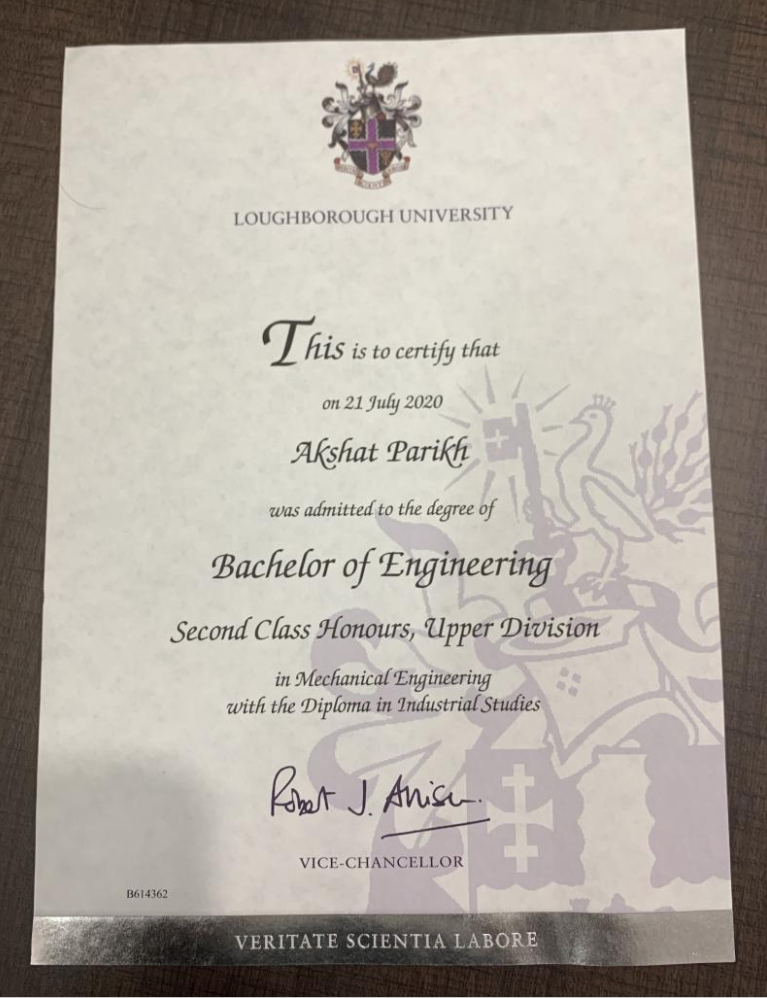 LOUGHBOROUGH UNIVERSITY
This is to certify that
on 21 July 2020
Akshat Parikh
was admitted to the degree of
Bachelor of Engineering
Second Class Honours, Upper Division
in Mechanical Engineering
with the Diploma in Industrial Studies
Robert J. Allison
VICE-CHANCELLOR
B614362
VERITATE SCIENTIA LABORE